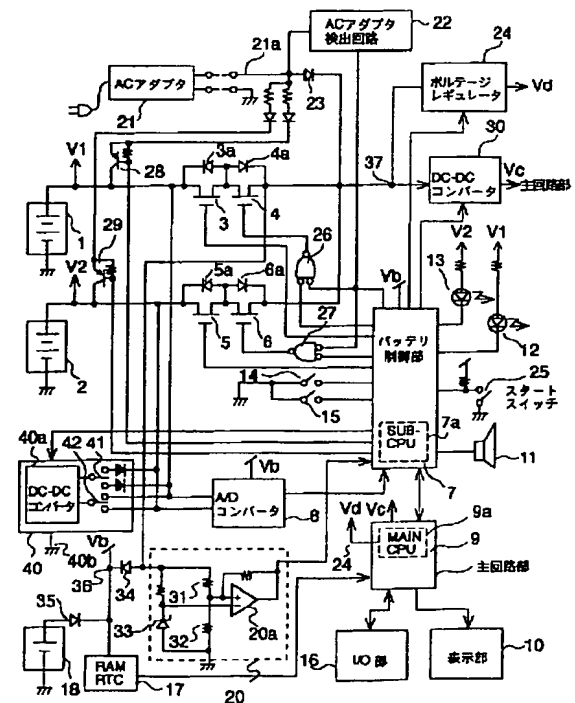 ACアダプタ
検出回路
22
21a
24
ボルテージ
レギュレータ
Vd
ACアダプタ
21
23
30
DC-DC
コンバータ
Vc
主回路部
37
V1
28
3a
4a
3
4
26
1
29
V2
5a
6a
5
6
27
2
Vb
V2
V1
13
12
バッテリ
制御部
14
15
25
スタート
スイッチ
SUB-
CPU
7a
7
11
40a
42
41
DC-DC
コンバータ
40
40b
Vb
A/D
コンバータ
8
Vd
Vc
24
9a
MAIN
CPU
9
主回路部
Vb
36
34
35
31
32
33
20a
20
18
RAM
RTC
17
16
I/O部
表示部
10